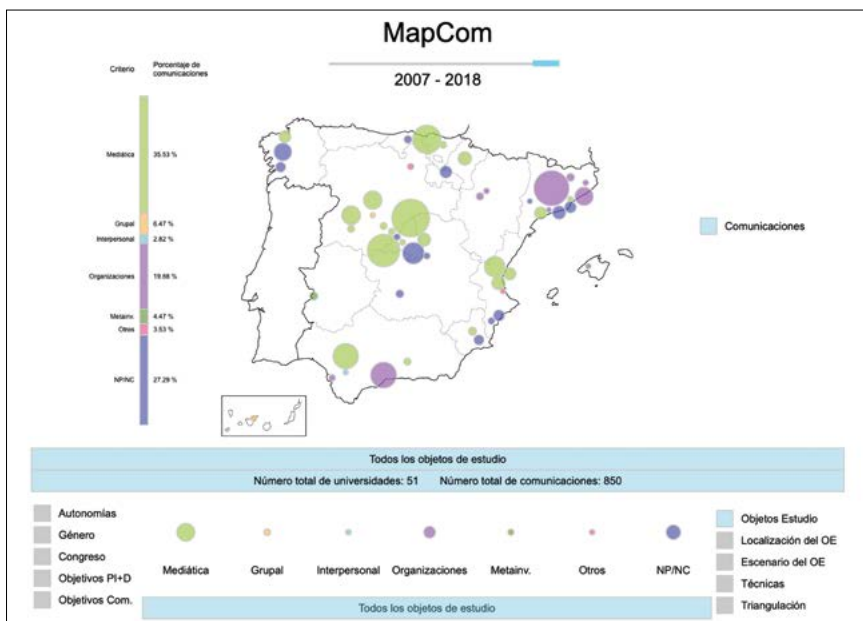 MapCom
2007 - 2018
Criterio
Porcentaje de
comunicaciones
Mediática
35.53 %
Grupal
6.47 %
Interpersonal
2.82 %
Organizaciones
19.88 %
Metainv.
4.47 %
Otros
3.53 %
NP/NC
27.29 %
Comunicaciones
Todos los objetos de estudio
Número total de universidades: 51 Número total de comunicaciones: 850
Autonomías
Género
Congreso
Objetivos PI+D
Objetivos Com.
Mediática
Grupal
Interpersonal
Organizaciones
Metainv.
Otros
NP/NC
Todos los objetos de estudio
Objetos Estudio
Localización del OE
Escenario del OE
Técnicas
Triangulación